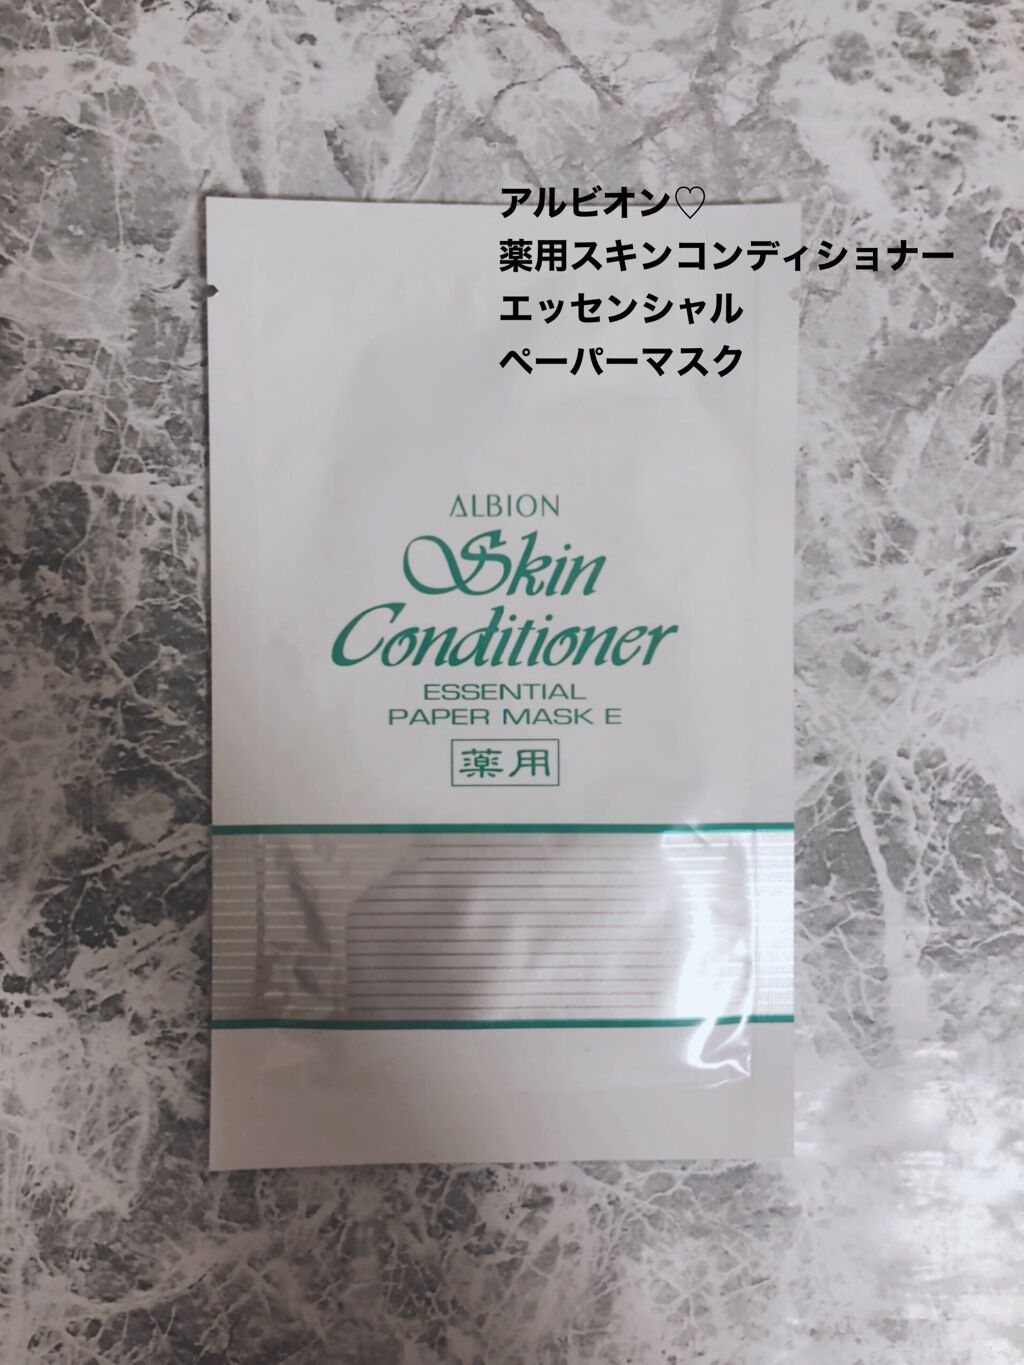 アルビオン♡
薬用スキンコンディショナー
エッセンシャル
ペーパーマスク
ALBION
Skin
Conditioner
ESSENTIAL
PAPER MASK E
薬用